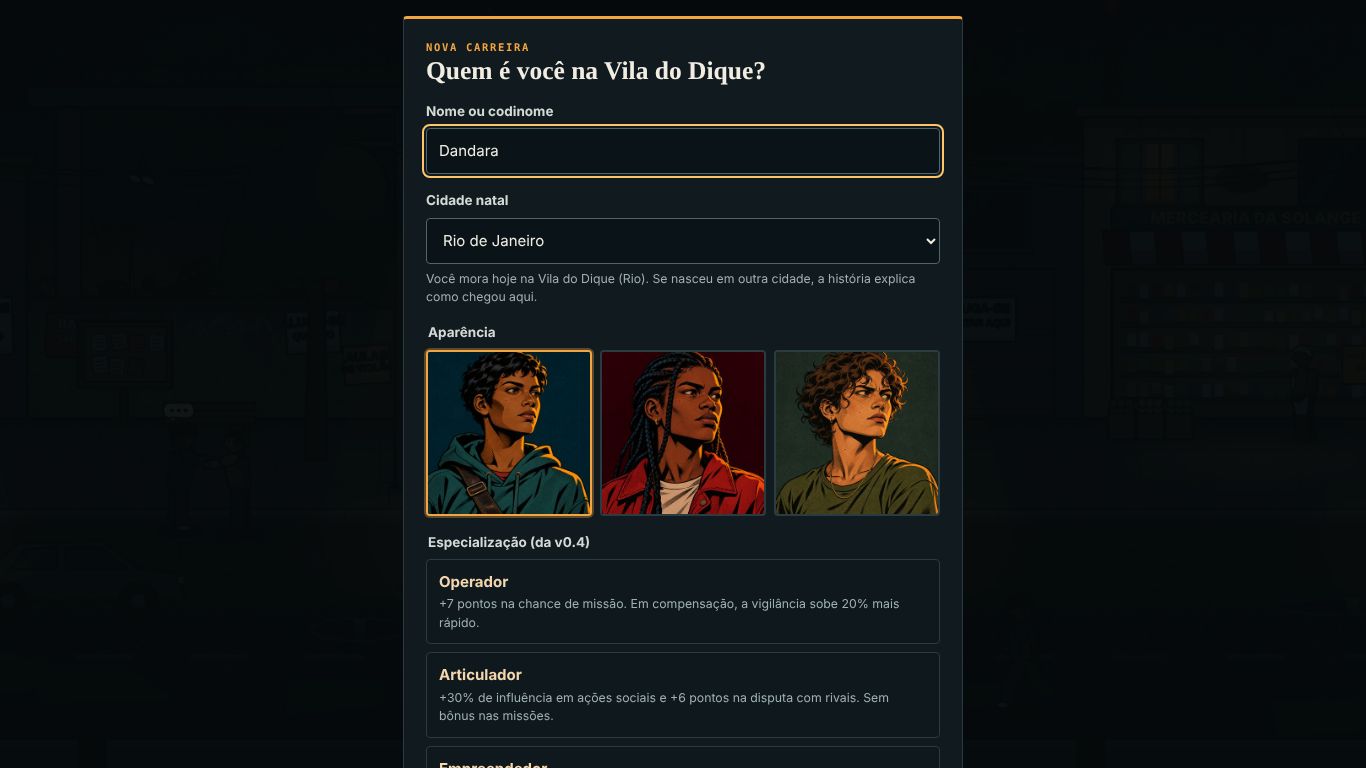 NOVA CARREIRA
Quem é você na Vila do Dique?
Nome ou codinome
Dandara
Cidade natal
Rio de Janeiro
Você mora hoje na Vila do Dique (Rio). Se nasceu em outra cidade, a história explica
como chegou aqui.
Aparência
Especialização (da v0.4)
Operador
+7 pontos na chance de missão. Em compensação, a vigilância sobe 20% mais
rápido.
Articulador
+30% de influência em ações sociais e +6 pontos na disputa com rivais. Sem
bônus nas missões.
Empreendedor
MERCEARIA DA SOLANGE